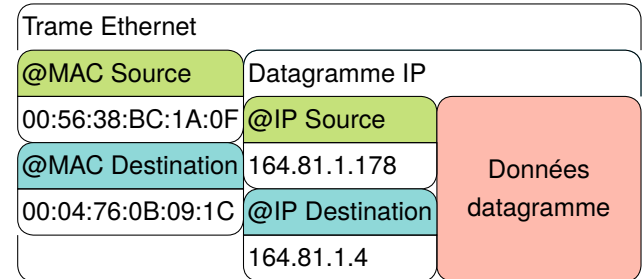 Trame Ethernet
@MAC Source
00:56:38:BC:1A:0F
@MAC Destination
00:04:76:0B:09:1C
Datagramme IP
@IP Source
164.81.1.178
@IP Destination
164.81.1.4
Données
datagramme